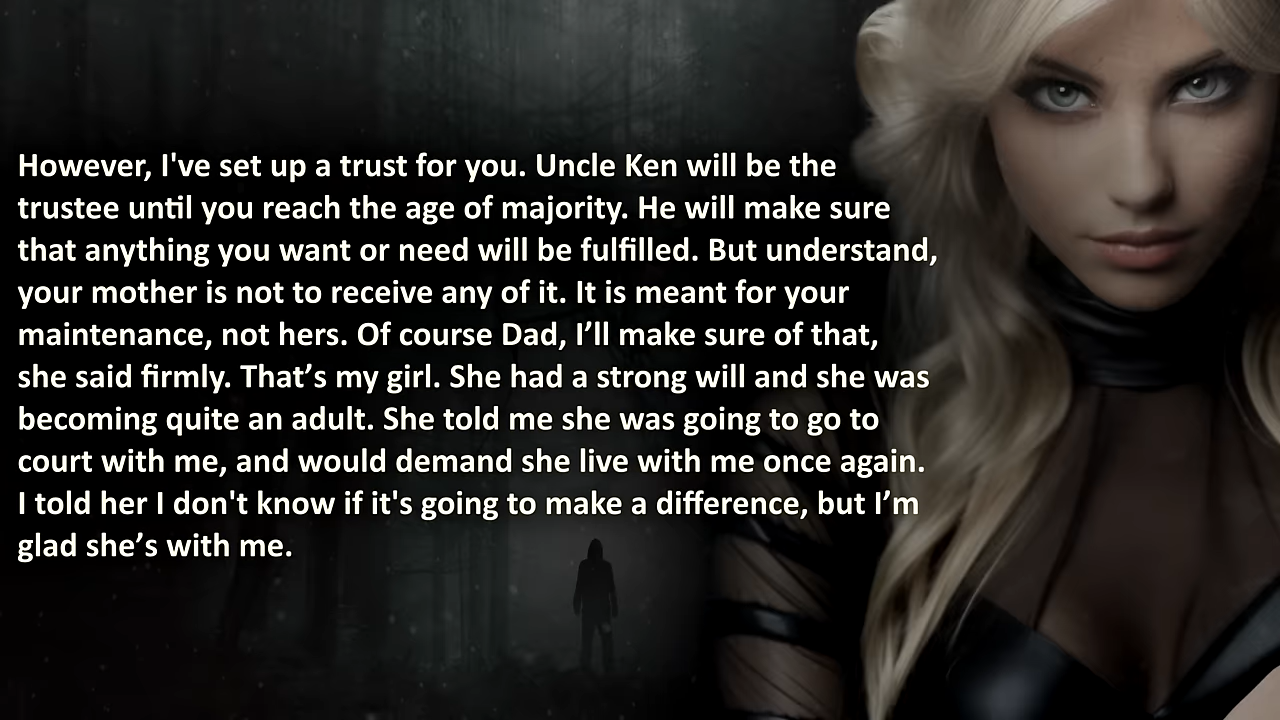 However, I've set up a trust for you. Uncle Ken will be the
trustee until you reach the age of majority. He will make sure
that anything you want or need will be fulfilled. But understand,
your mother is not to receive any of it. It is meant for your
maintenance, not hers. Of course Dad, I’ll make sure of that,
she said firmly. That’s my girl. She had a strong will and she was
becoming quite an adult. She told me she was going to go to
court with me, and would demand she live with me once again.
I told her I don't know if it's going to make a difference, but I’m
glad she’s with me.